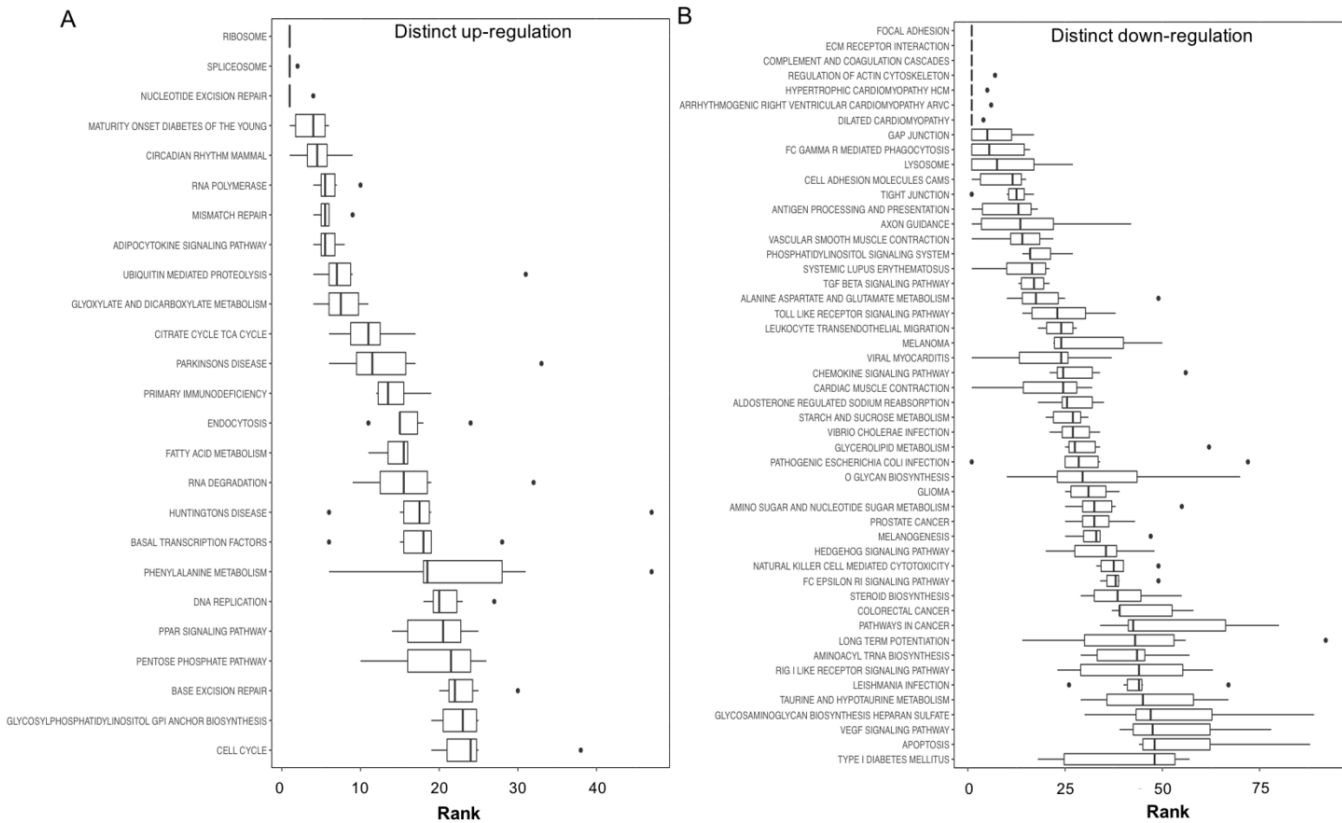 A
Distinct up-regulation
RIBOSOME
SPLICEOSOME
NUCLEOTIDE EXCISION REPAIR
MATURITY ONSET DIABETES OF THE YOUNG
CIRCADIAN RHYTHM MAMMAL
RNA POLYMERASE
MISMATCH REPAIR
ADIPOCYTOKINE SIGNALING PATHWAY
UBIQUITIN MEDIATED PROTEOLYSIS
GLYOXYLATE AND DICARBOXYLATE METABOLISM
CITRATE CYCLE TCA CYCLE
PARKINSONS DISEASE
PRIMARY IMMUNODEFICIENCY
ENDOCYTOSIS
FATTY ACID METABOLISM
RNA DEGRADATION
HUNTINGTONS DISEASE
BASAL TRANSCRIPTION FACTORS
PHENYLALANINE METABOLISM
DNA REPLICATION
PPAR SIGNALING PATHWAY
PENTOSE PHOSPHATE PATHWAY
BASE EXCISION REPAIR
GLYCOSYLPHOSPHATIDYLINOSITOL GPI ANCHOR BIOSYNTHESIS
CELL CYCLE
0 10 20 30 40
Rank
B
Distinct down-regulation
FOCAL ADHESION
ECM RECEPTOR INTERACTION
COMPLEMENT AND COAGULATION CASCADES
REGULATION OF ACTIN CYTOSKELETON
HYPERTROPHIC CARDIOMYOPATHY HCM
ARRHYTHMOGENIC RIGHT VENTRICULAR CARDIOMYOPATHY ARVC
DILATED CARDIOMYOPATHY
GAP JUNCTION
FC GAMMA R MEDIATED PHAGOCYTOSIS
LYSOSOME
CELL ADHESION MOLECULES CAMS
TIGHT JUNCTION
ANTIGEN PROCESSING AND PRESENTATION
AXON GUIDANCE
VASCULAR SMOOTH MUSCLE CONTRACTION
PHOSPHATIDYLINOSITOL SIGNALING SYSTEM
SYSTEMIC LUPUS ERYTHEMATOSUS
TGF BETA SIGNALING PATHWAY
ALANINE ASPARTATE AND GLUTAMATE METABOLISM
TOLL LIKE RECEPTOR SIGNALING PATHWAY
LEUKOCYTE TRANSENDOTHELIAL MIGRATION
MELANOMA
VIRAL MYOCARDITIS
CHEMOKINE SIGNALING PATHWAY
CARDIAC MUSCLE CONTRACTION
ALDOSTERONE REGULATED SODIUM REABSORPTION
STARCH AND SUCROSE METABOLISM
VIBRIO CHOLERAE INFECTION
GLYCEROLIPID METABOLISM
PATHOGENIC ESCHERICHIA COLI INFECTION
O GLYCAN BIOSYNTHESIS
GLIOMA
AMINO SUGAR AND NUCLEOTIDE SUGAR METABOLISM
PROSTATE CANCER
MELANOGENESIS
HEDGEHOG SIGNALING PATHWAY
NATURAL KILLER CELL MEDIATED CYTOTOXICITY
FC EPSILON RI SIGNALING PATHWAY
STEROID BIOSYNTHESIS
COLORECTAL CANCER
PATHWAYS IN CANCER
LONG TERM POTENTIATION
AMINOACYL TRNA BIOSYNTHESIS
RIG I LIKE RECEPTOR SIGNALING PATHWAY
LEISHMANIA INFECTION
TAURINE AND HYPOTAURINE METABOLISM
GLYCOSAMINOGLYCAN BIOSYNTHESIS HEPARAN SULFATE
VEGF SIGNALING PATHWAY
APOPTOSIS
TYPE I DIABETES MELLITUS
0 25 50 75
Rank